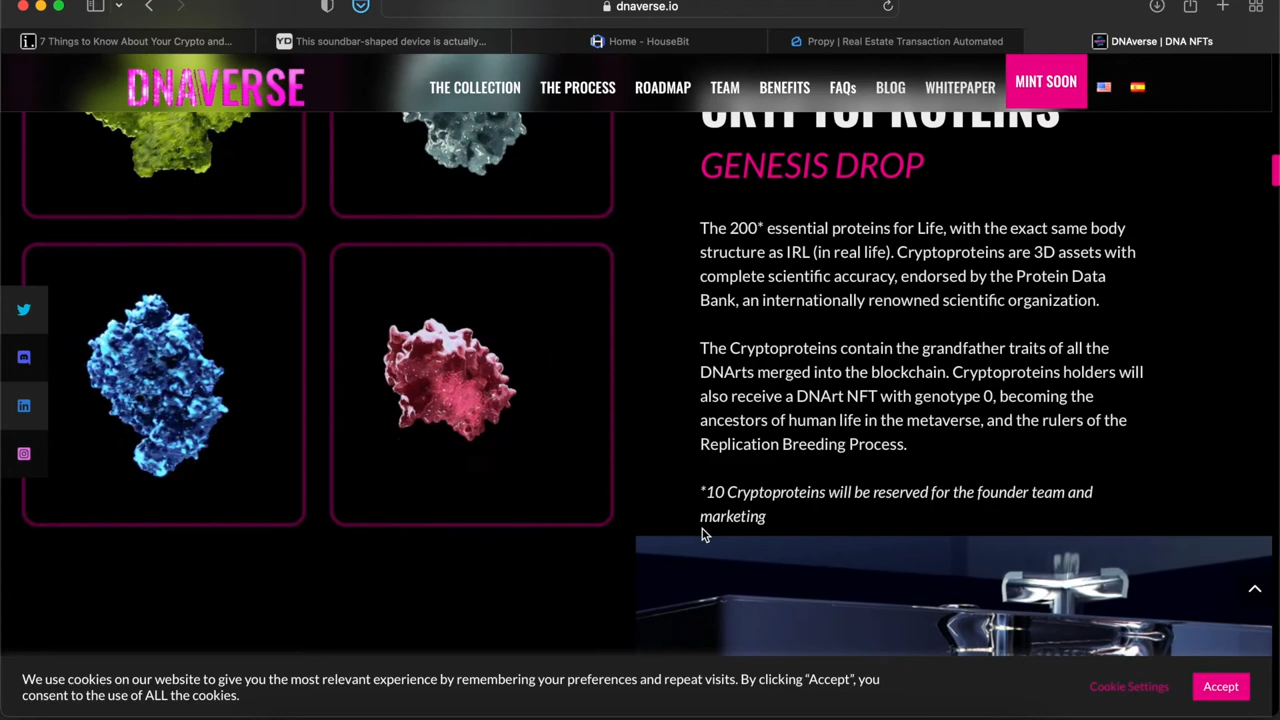 dnaverse.io
7 Things to Know About Your Crypto and...
YD This soundbar-shaped device is actually...
Home - HouseBit
Propy | Real Estate Transaction Automated
DNAverse | DNA NFTs
DNAVERSE
THE COLLECTION
THE PROCESS
ROADMAP
TEAM
BENEFITS
FAQs
BLOG
WHITEPAPER
MINT SOON
CRYPTOPROTEINS
GENESIS DROP
The 200* essential proteins for Life, with the exact same body
structure as IRL (in real life). Cryptoproteins are 3D assets with
complete scientific accuracy, endorsed by the Protein Data
Bank, an internationally renowned scientific organization.
The Cryptoproteins contain the grandfather traits of all the
DNArts merged into the blockchain. Cryptoproteins holders will
also receive a DNArt NFT with genotype 0, becoming the
ancestors of human life in the metaverse, and the rulers of the
Replication Breeding Process.
*10 Cryptoproteins will be reserved for the founder team and
marketing
We use cookies on our website to give you the most relevant experience by remembering your preferences and repeat visits. By clicking “Accept”, you
consent to the use of ALL the cookies.
Cookie Settings
Accept